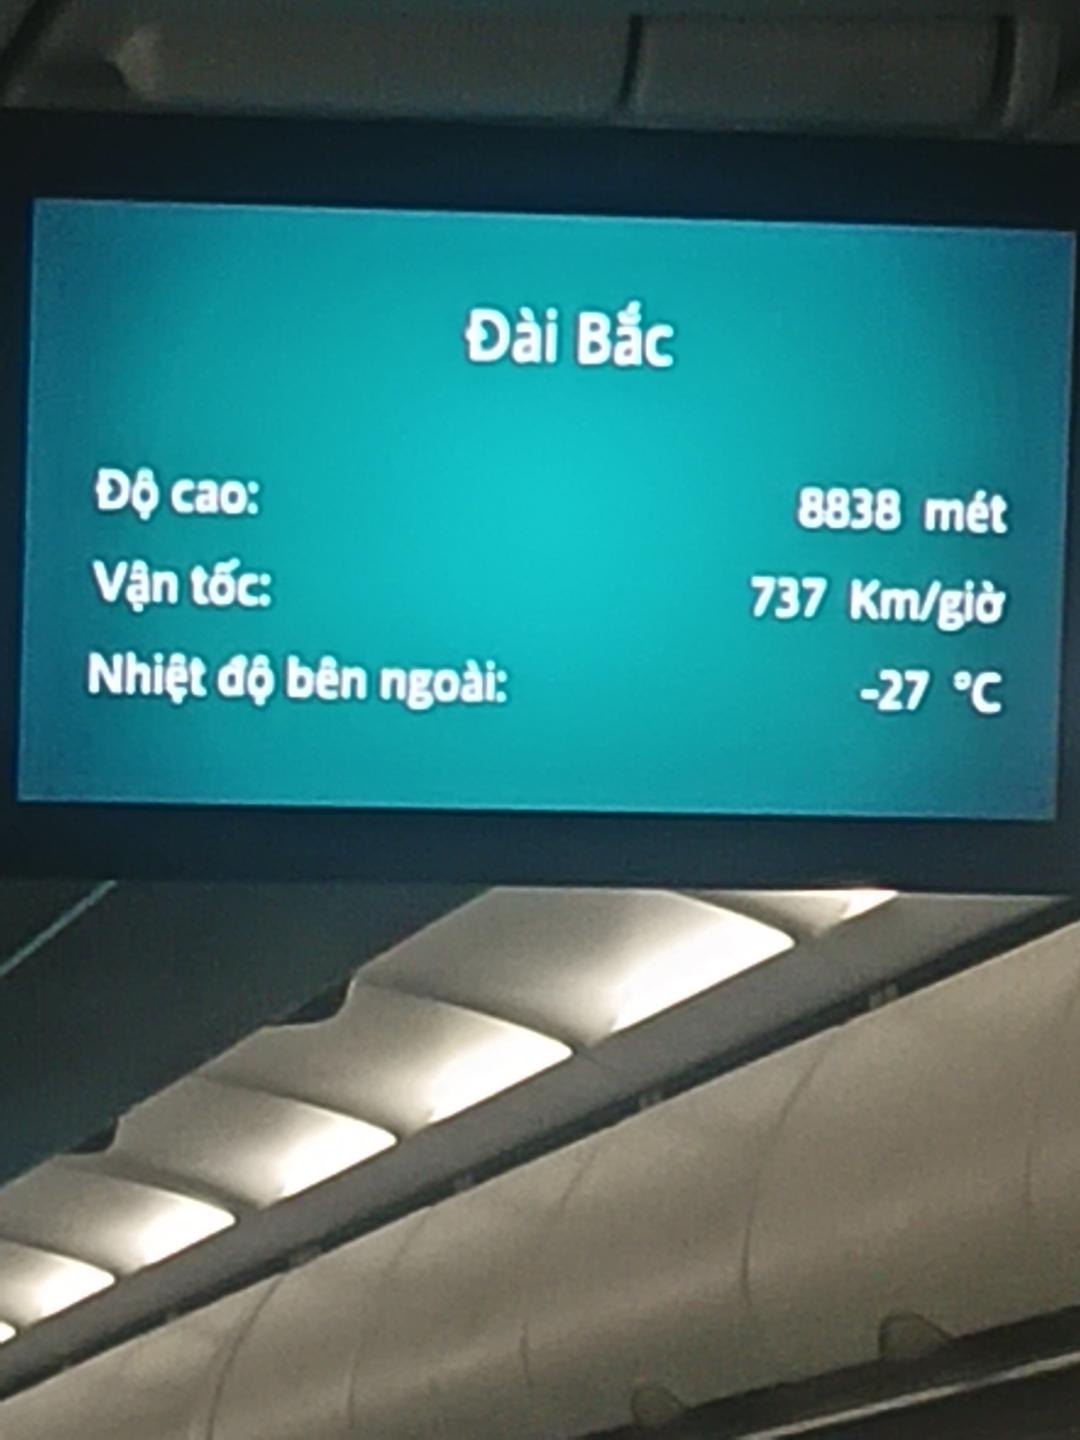 Đài Bắc
Độ cao: 8838 mét
Vận tốc: 737 Km/giờ
Nhiệt độ bên ngoài: -27 °C